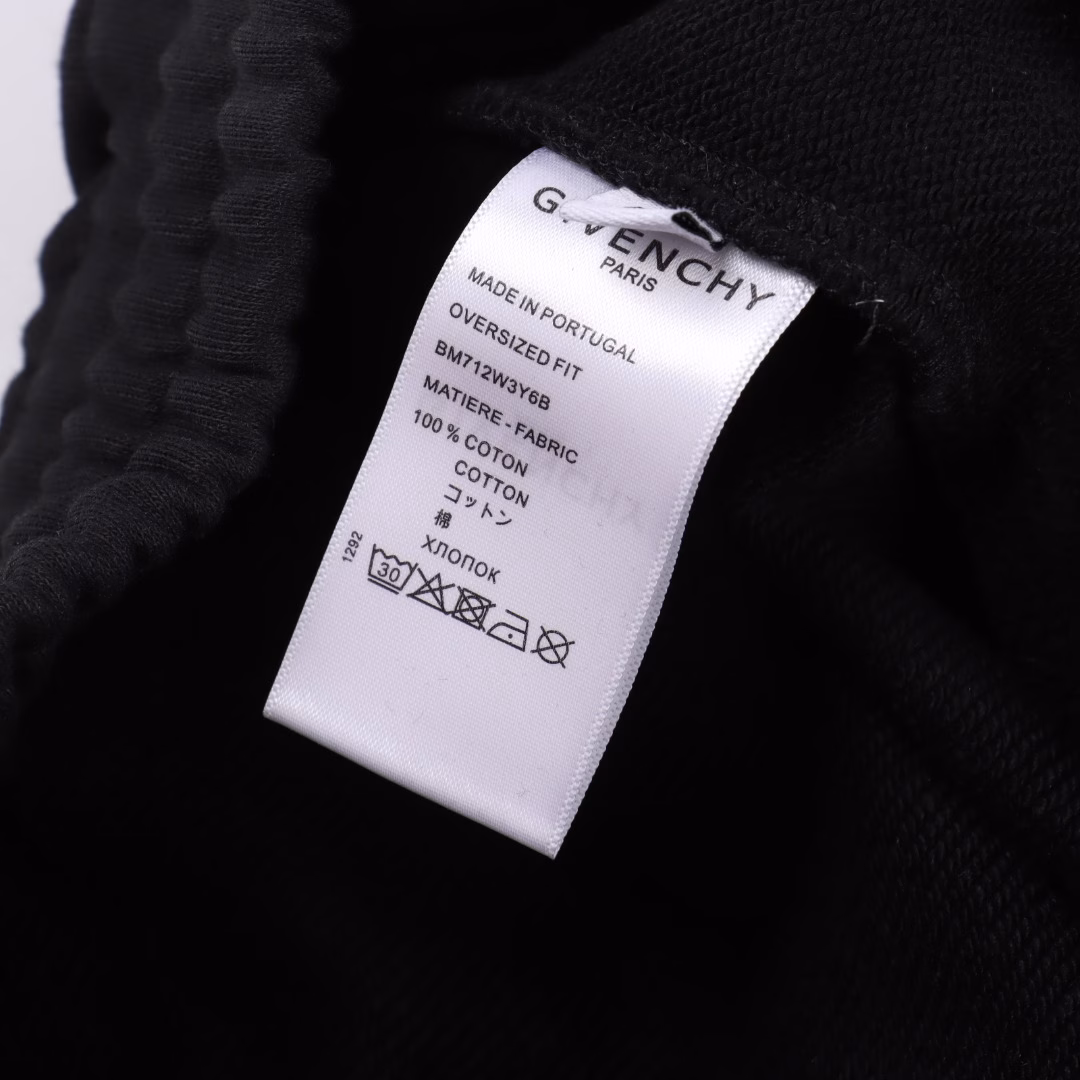 GIVENCHY
PARIS
MADE IN PORTUGAL
OVERSIZED FIT
BM712W3Y6B
MATIERE - FABRIC
100 % COTON
COTTON
コットン
棉
ХЛОПОК
1292
30